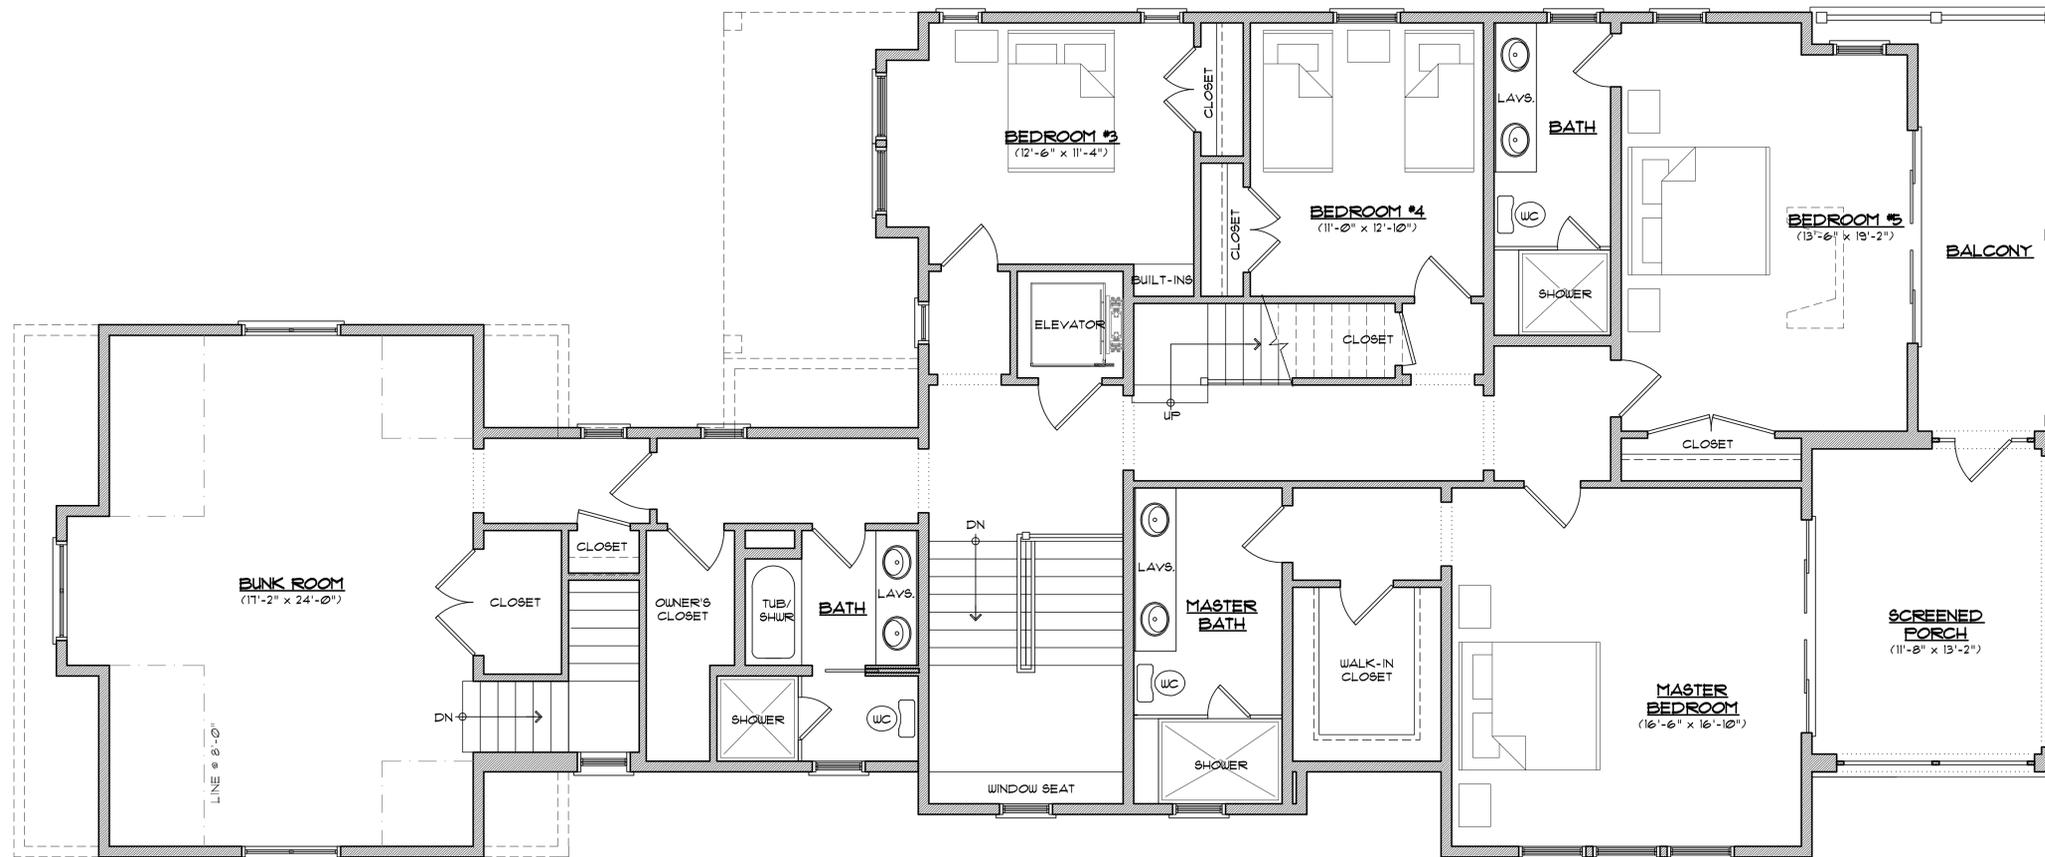 BEDROOM #3
(12'-6" x 11'-4")
CLOSET
CLOSET
BUILT-INS
BEDROOM #4
(11'-0" x 12'-10")
LAVS.
BATH
WC
SHOWER
BEDROOM #5
(13'-6" x 19'-2")
BALCONY
ELEVATOR
CLOSET
UP
CLOSET
BUNK ROOM
(17'-2" x 24'-0")
CLOSET
CLOSET
OWNER'S
CLOSET
TUB/
SHWR
BATH
LAVS.
SHOWER
WC
DN
LINE @ 8'-0"
DN
WINDOW SEAT
LAVS.
MASTER
BATH
WC
SHOWER
WALK-IN
CLOSET
MASTER
BEDROOM
(16'-6" x 16'-10")
SCREENED
PORCH
(11'-8" x 13'-2")